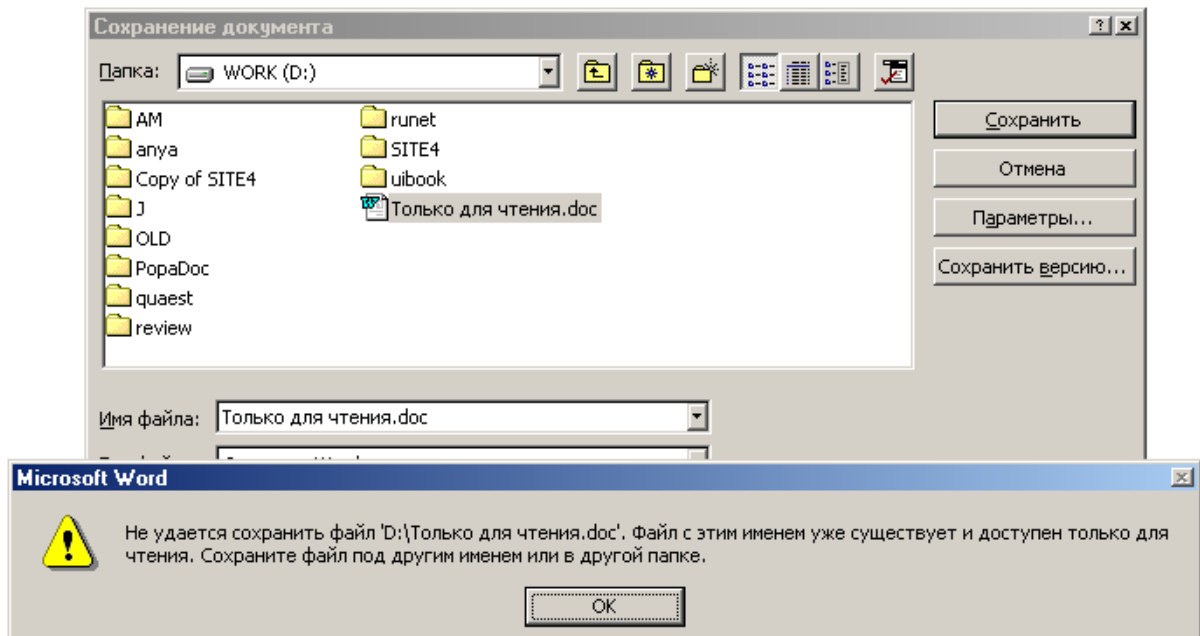 Сохранение документа
Папка: WORK (D:)
AM
anya
Copy of SITE4
J
OLD
PopaDoc
quaest
review
runet
SITE4
uibook
Только для чтения.doc
Сохранить
Отмена
Параметры...
Сохранить версию...
Имя файла: Только для чтения.doc
Microsoft Word
Не удается сохранить файл 'D:\Только для чтения.doc'. Файл с этим именем уже существует и доступен только для
чтения. Сохраните файл под другим именем или в другой папке.
OK